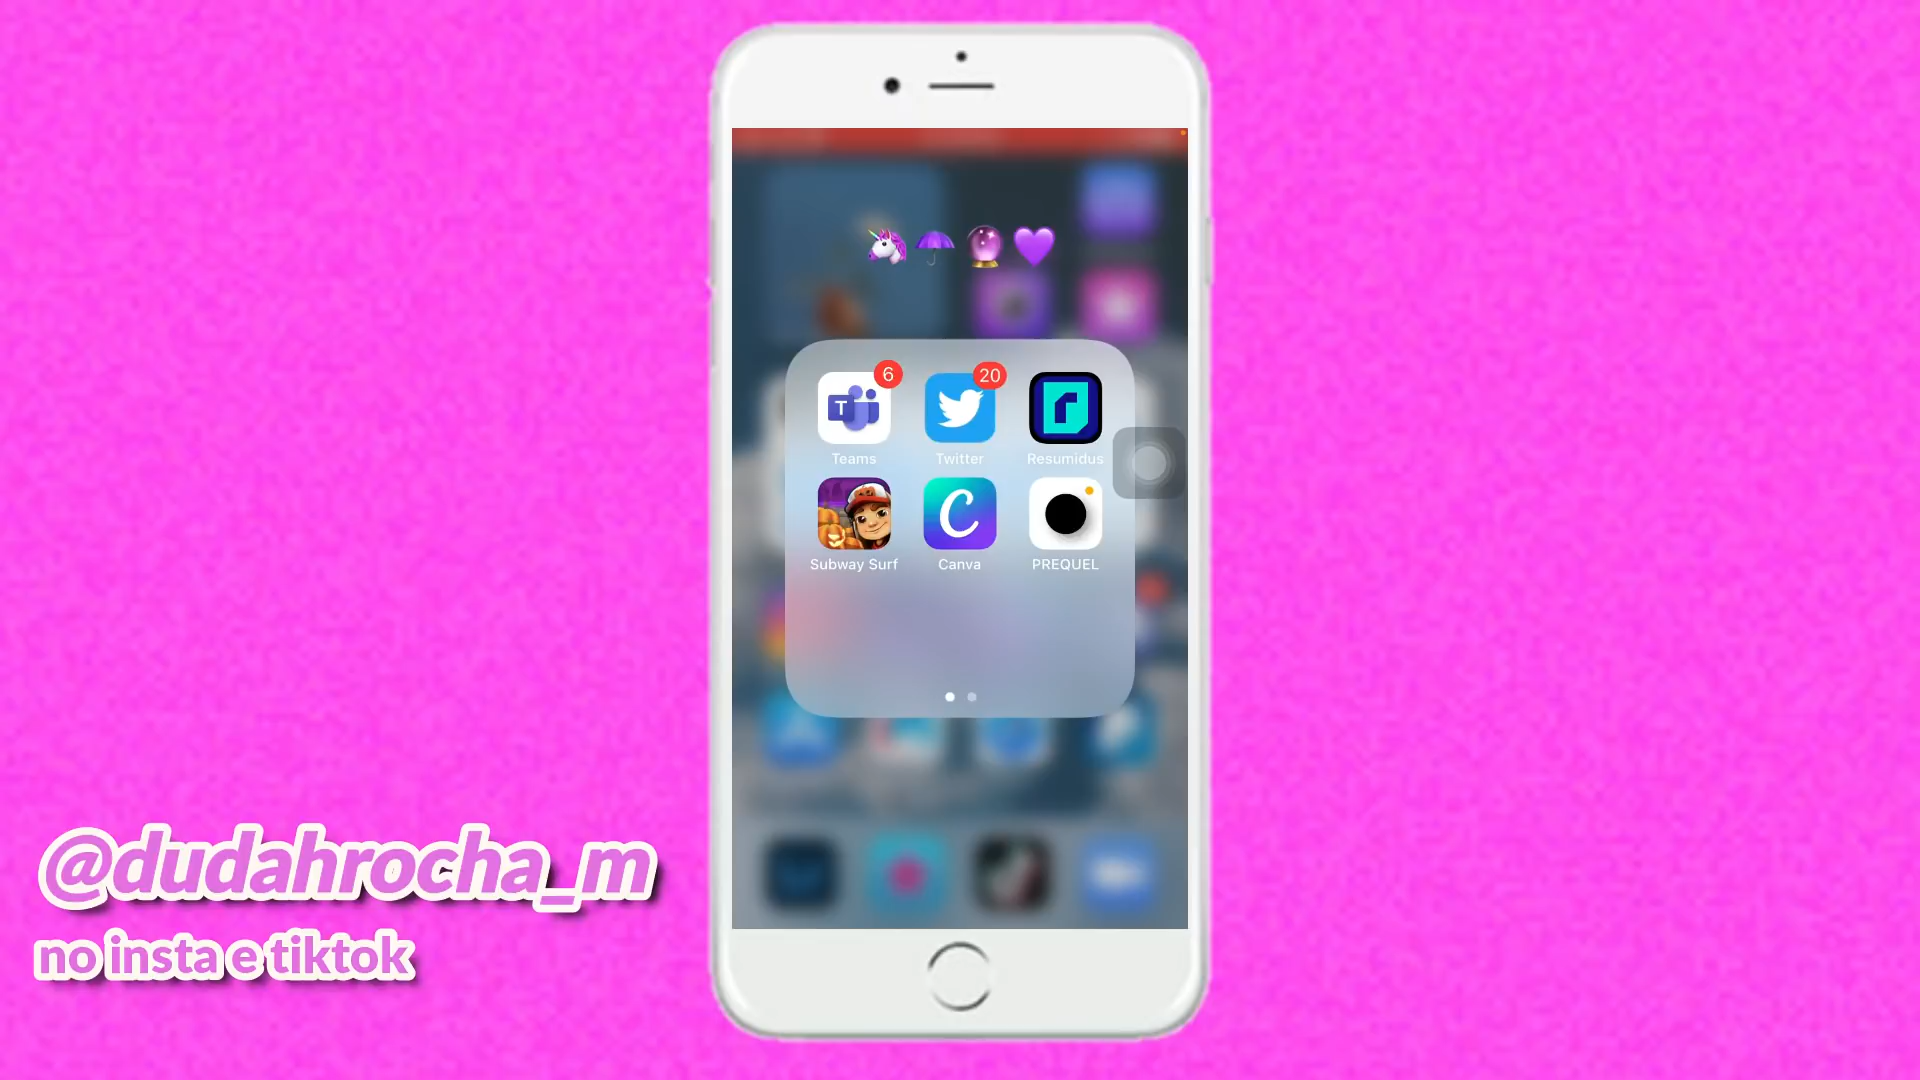 🦄☂️🔮💜
6
20
T
Teams
Twitter
Resumidus
C
Subway Surf
Canva
PREQUEL
@dudahrocha_m
no insta e tiktok